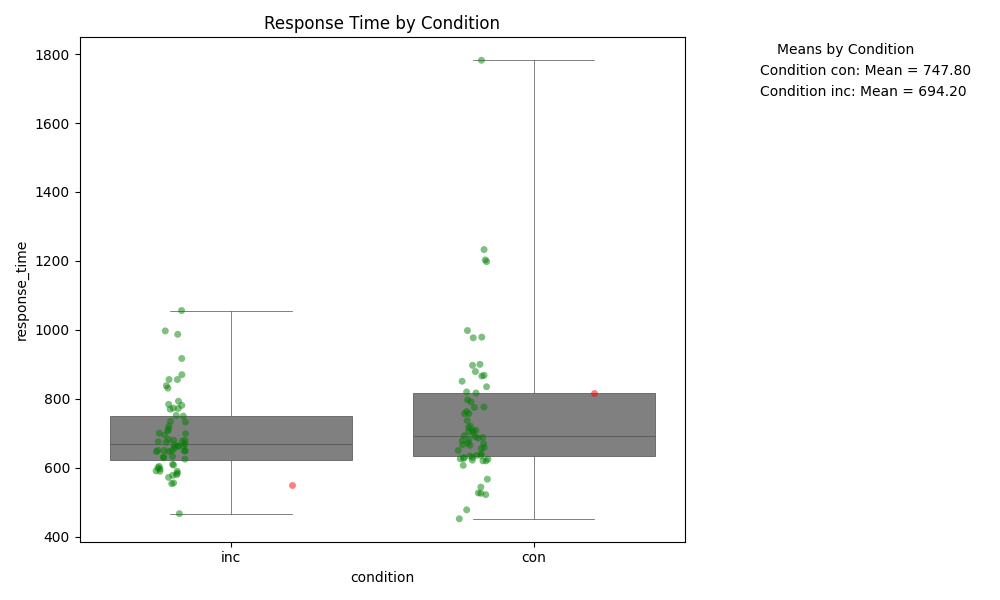 Response Time by Condition
Means by Condition
Condition con: Mean = 747.80
Condition inc: Mean = 694.20
response_time
1800
1600
1400
1200
1000
800
600
400
inc con
condition